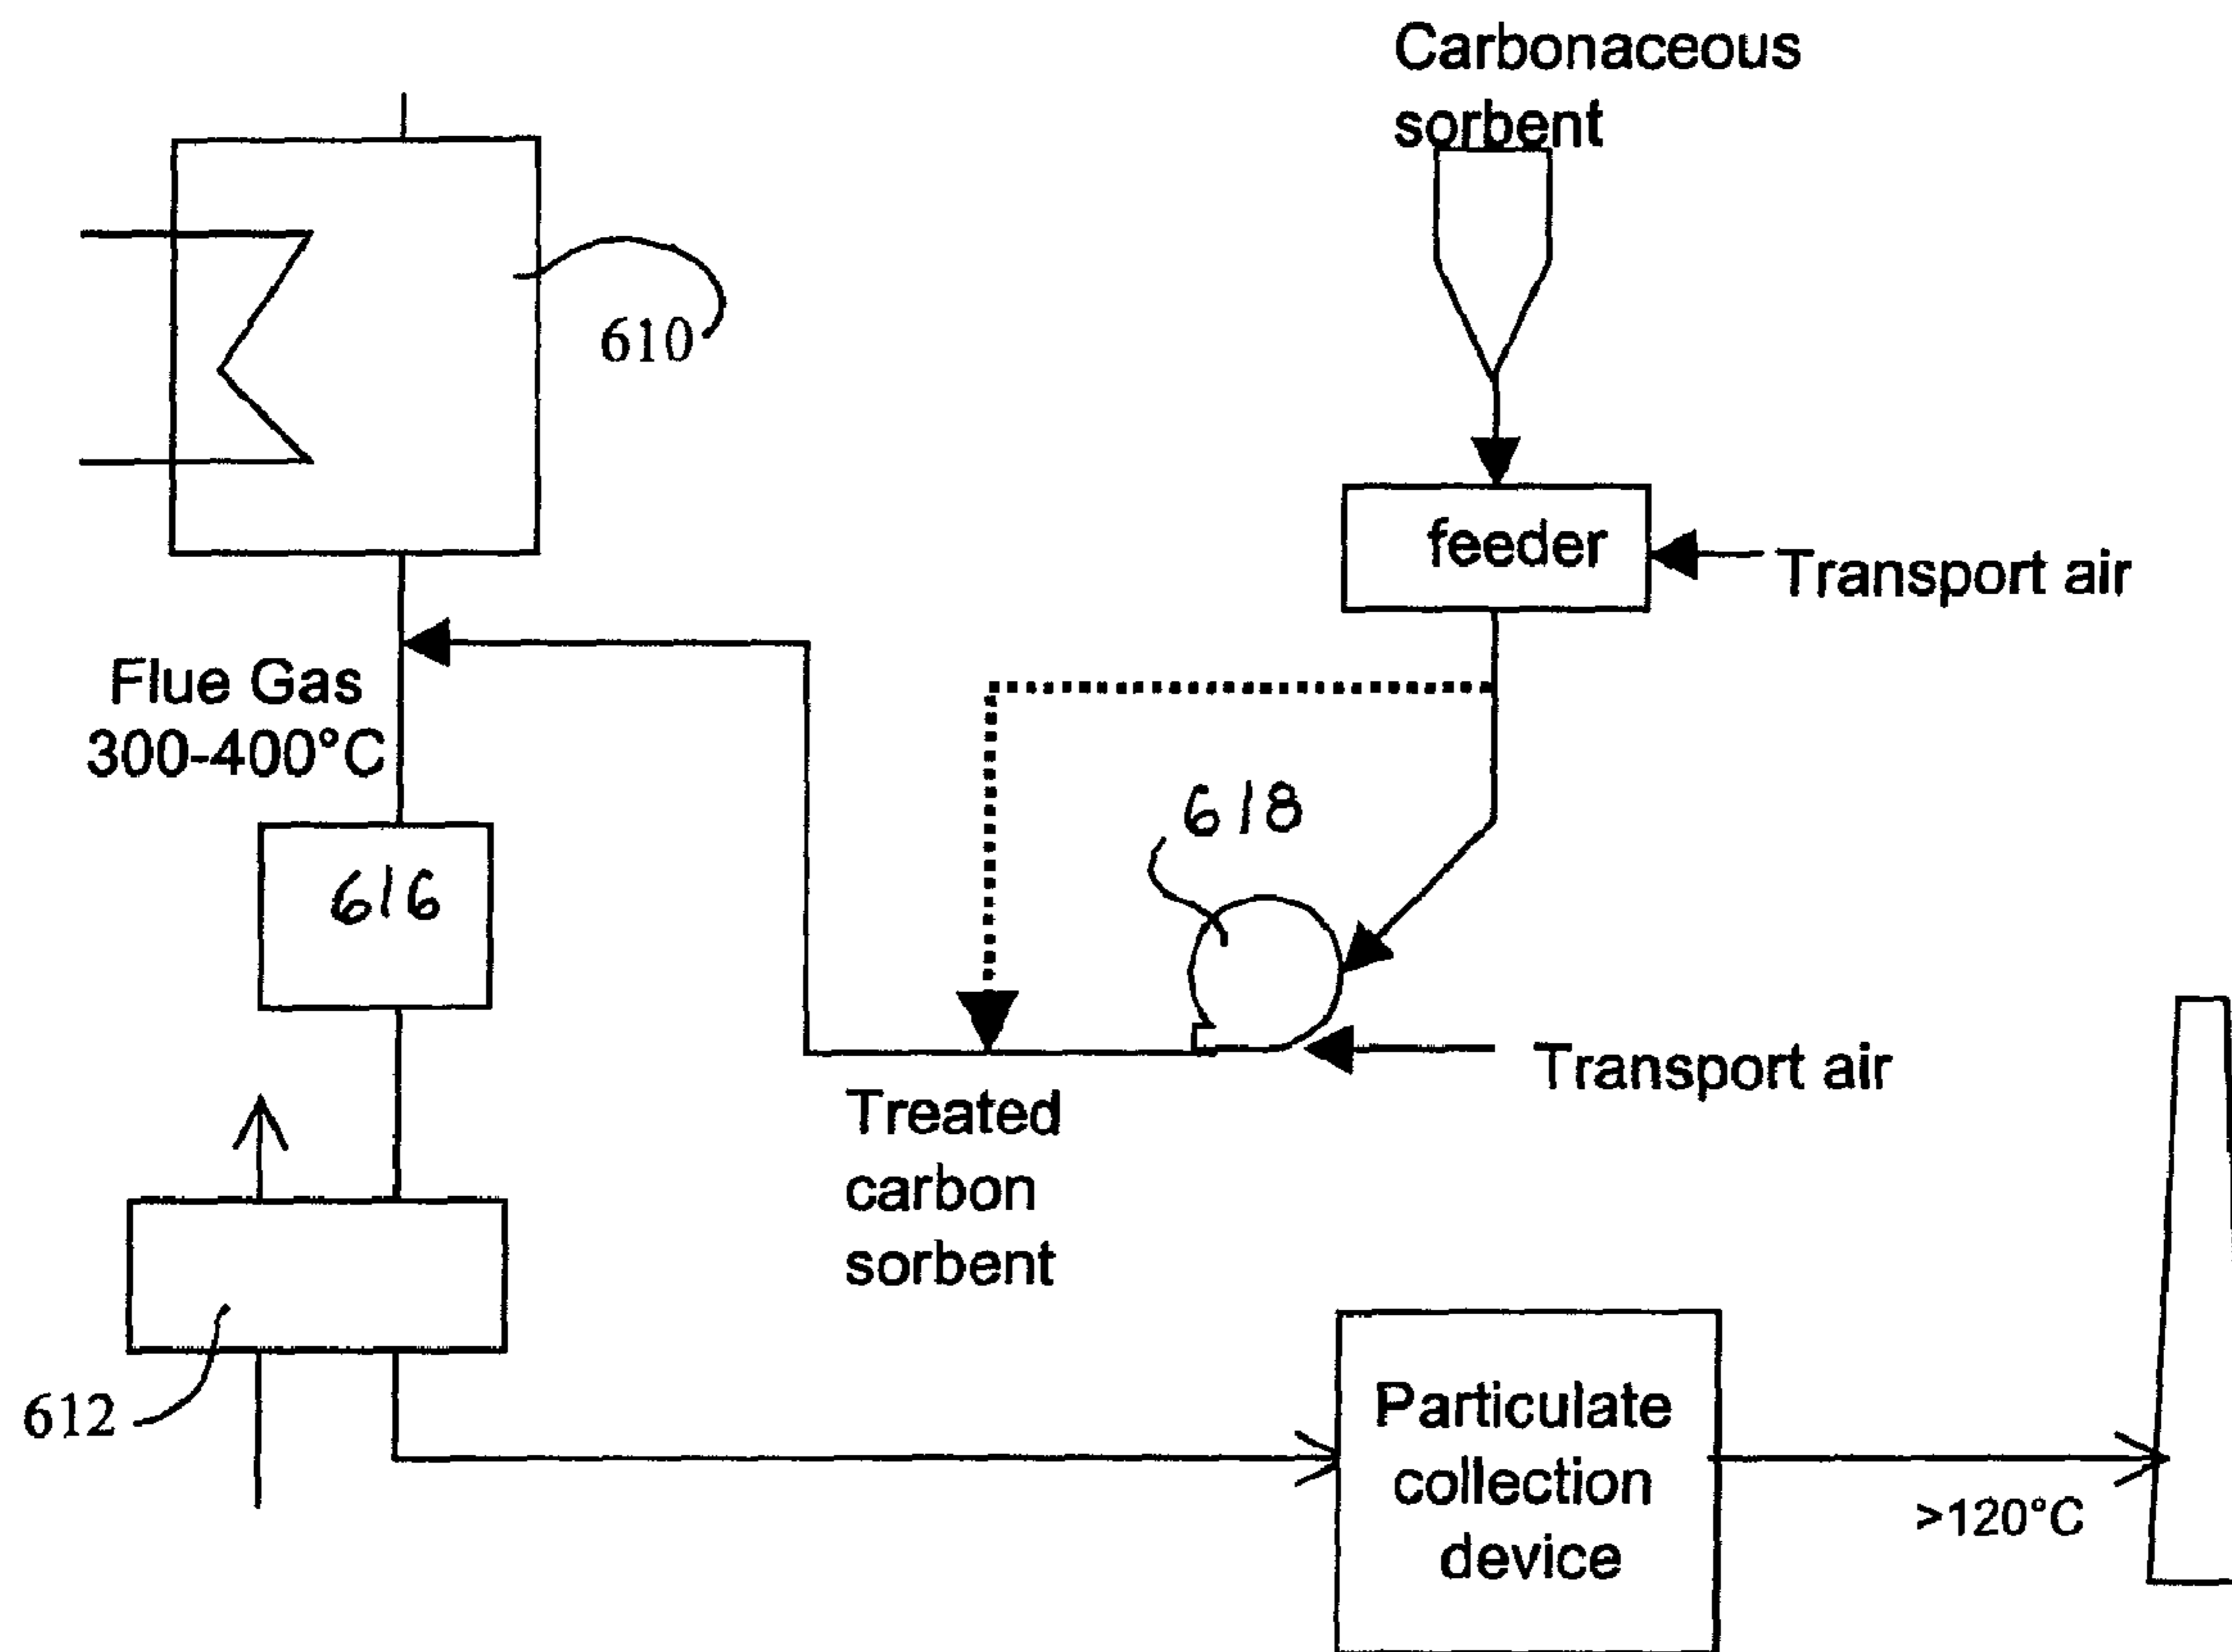 Carbonaceous
sorbent
610
feeder
Transport air
Flue Gas
300-400°C
618
616
Transport air
Treated
carbon
sorbent
612
Particulate
collection
device
>120°C